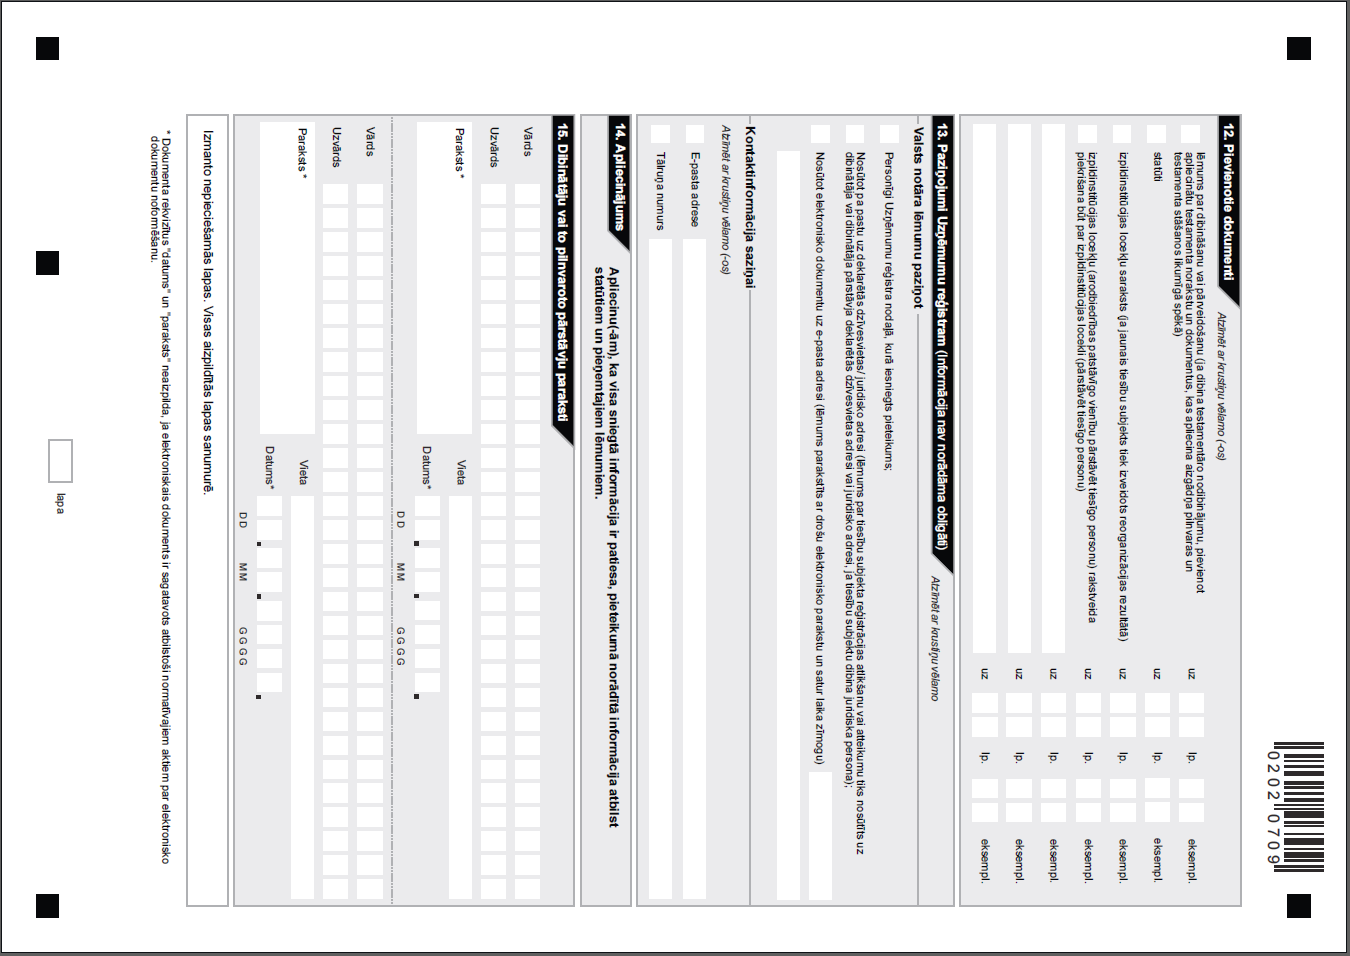 0202 0709
12. Pievienotie dokumenti
Atzīmēt ar krustiņu vēlamo (-os)
lēmums par dibināšanu vai pārveidošanu (ja dibina testamentāro nodibinājumu, pievienot
apliecinātu testamenta norakstu un dokumentus, kas apliecina aizgādņa pilnvaras un
testamenta stāšanos likumīgā spēkā)
uz lp. eksempl.
statūti
uz lp. eksempl.
izpildinstitūcijas locekļu saraksts (ja jaunais tiesību subjekts tiek izveidots reorganizācijas rezultātā)
uz lp. eksempl.
izpildinstitūcijas locekļu (arodbiedrības patstāvīgo vienību pārstāvēt tiesīgo personu) rakstveida
piekrišana būt par izpildinstitūcijas locekli (pārstāvēt tiesīgo personu)
uz lp. eksempl.
uz lp. eksempl.
uz lp. eksempl.
uz lp. eksempl.
13. Paziņojumi Uzņēmumu reģistram (Informācija nav norādāma obligāti)
Atzīmēt ar krustiņu vēlamo
Valsts notāra lēmumu paziņot
Personīgi Uzņēmumu reģistra nodaļā, kurā iesniegts pieteikums;
Nosūtot pa pastu uz deklarētās dzīvesvietas/ juridisko adresi (lēmums par tiesību subjekta reģistrācijas atlikšanu vai atteikumu tiks nosūtīts uz
dibinātāja vai dibinātāja pārstāvja deklarētās dzīvesvietas adresi vai juridisko adresi, ja tiesību subjektu dibina juridiska persona);
Nosūtot elektronisko dokumentu uz e-pasta adresi (lēmums parakstīts ar drošu elektronisko parakstu un satur laika zīmogu)
Kontaktinformācija saziņai
Atzīmēt ar krustiņu vēlamo (-os)
E-pasta adrese
Tālruņa numurs
14. Apliecinājums
Apliecinu(-ām), ka visa sniegtā informācija ir patiesa, pieteikumā norādītā informācija atbilst
statūtiem un pieņemtajiem lēmumiem.
15. Dibinātāju vai to pilnvaroto pārstāvju paraksti
Vārds
Uzvārds
Paraksts *
Vieta
Datums*
DD MM GGGG
Vārds
Uzvārds
Paraksts *
Vieta
Datums*
DD MM GGGG
Izmanto nepieciešamās lapas. Visas aizpildītās lapas sanumurē.
* Dokumenta rekvizītus "datums" un "paraksts" neaizpilda, ja elektroniskais dokuments ir sagatavots atbilstoši normatīvajiem aktiem par elektronisko
dokumentu noformēšanu.
lapa